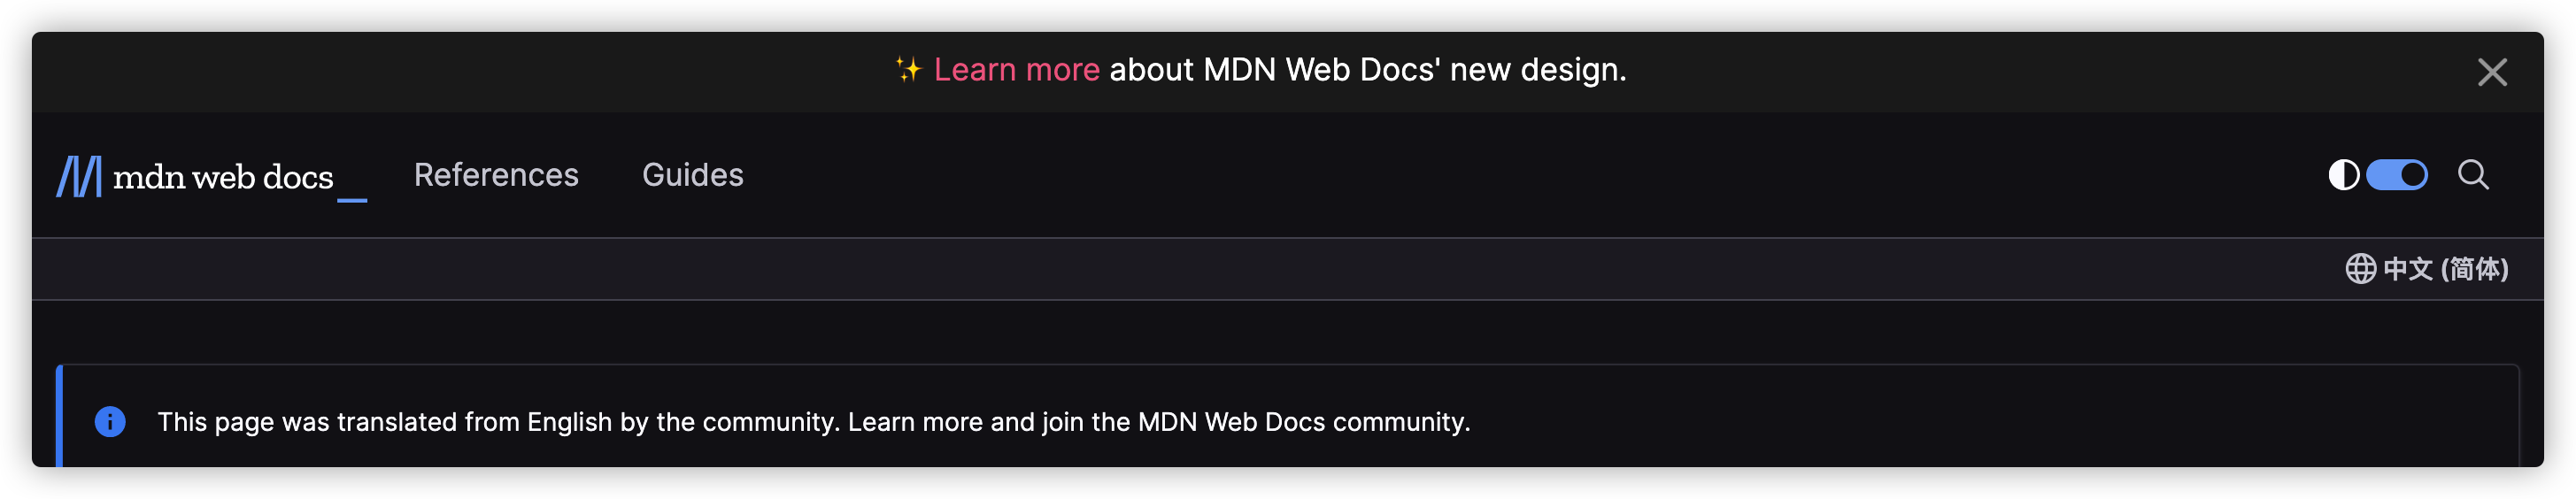 ✨ Learn more about MDN Web Docs' new design.
mdn web docs_ References Guides
中文 (简体)
This page was translated from English by the community. Learn more and join the MDN Web Docs community.